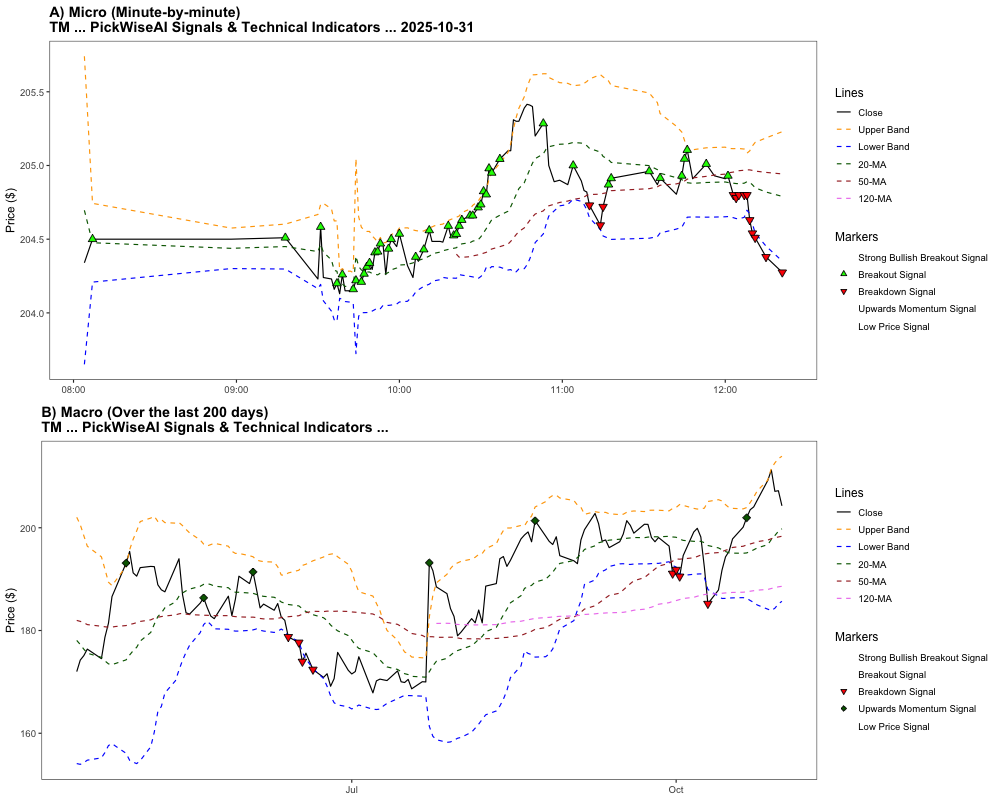 A) Micro (Minute-by-minute)
TM ... PickWiseAI Signals & Technical Indicators ... 2025-10-31
Price ($)
205.5
205.0
204.5
204.0
08:00
09:00
10:00
11:00
12:00
Lines
Close
Upper Band
Lower Band
20-MA
50-MA
120-MA
Markers
Strong Bullish Breakout Signal
Breakout Signal
Breakdown Signal
Upwards Momentum Signal
Low Price Signal
B) Macro (Over the last 200 days)
TM ... PickWiseAI Signals & Technical Indicators ...
Price ($)
200
180
160
Jul
Oct
Lines
Close
Upper Band
Lower Band
20-MA
50-MA
120-MA
Markers
Strong Bullish Breakout Signal
Breakout Signal
Breakdown Signal
Upwards Momentum Signal
Low Price Signal